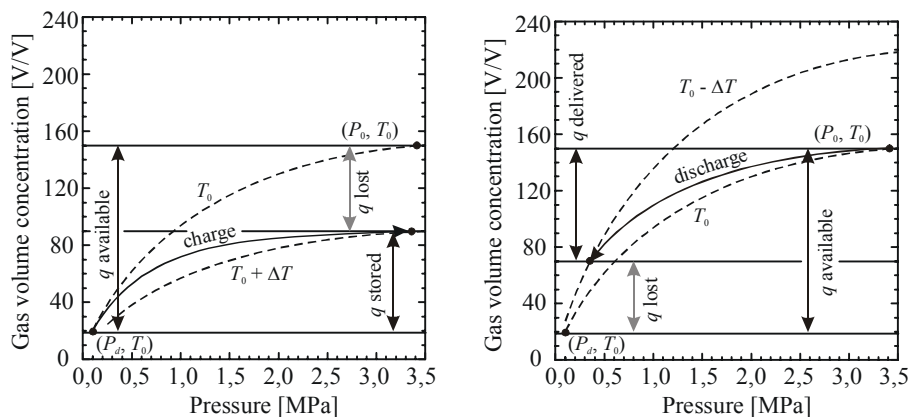 Gas volume concentration [V/V]
240
200
160
120
80
40
0
0,0 0,5 1,0 1,5 2,0 2,5 3,0 3,5
Pressure [MPa]
(P₀, T₀)
q available
T₀
q lost
charge
T₀ + ΔT
q stored
(P_d, T₀)
Gas volume concentration [V/V]
240
200
160
120
80
40
0
0,0 0,5 1,0 1,5 2,0 2,5 3,0 3,5
Pressure [MPa]
q delivered
T₀ - ΔT
(P₀, T₀)
discharge
T₀
q lost
q available
(P_d, T₀)